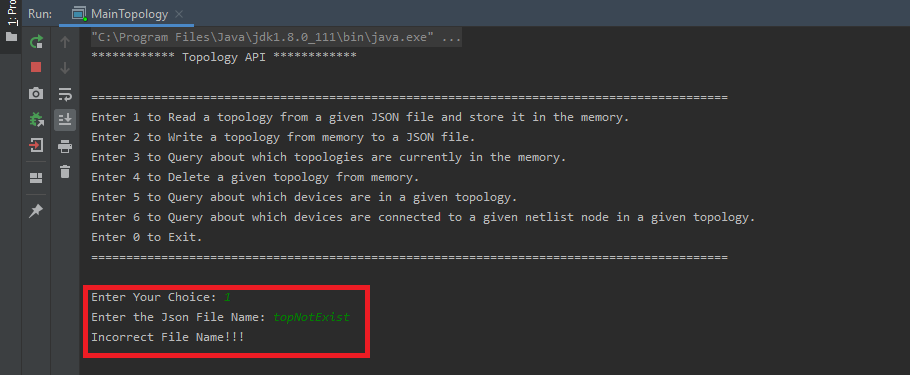 1: Pro
Run: MainTopology
"C:\Program Files\Java\jdk1.8.0_111\bin\java.exe" ...
************ Topology API ************
===========================================================================================
Enter 1 to Read a topology from a given JSON file and store it in the memory.
Enter 2 to Write a topology from memory to a JSON file.
Enter 3 to Query about which topologies are currently in the memory.
Enter 4 to Delete a given topology from memory.
Enter 5 to Query about which devices are in a given topology.
Enter 6 to Query about which devices are connected to a given netlist node in a given topology.
Enter 0 to Exit.
===========================================================================================
Enter Your Choice: 1
Enter the Json File Name: topNotExist
Incorrect File Name!!!